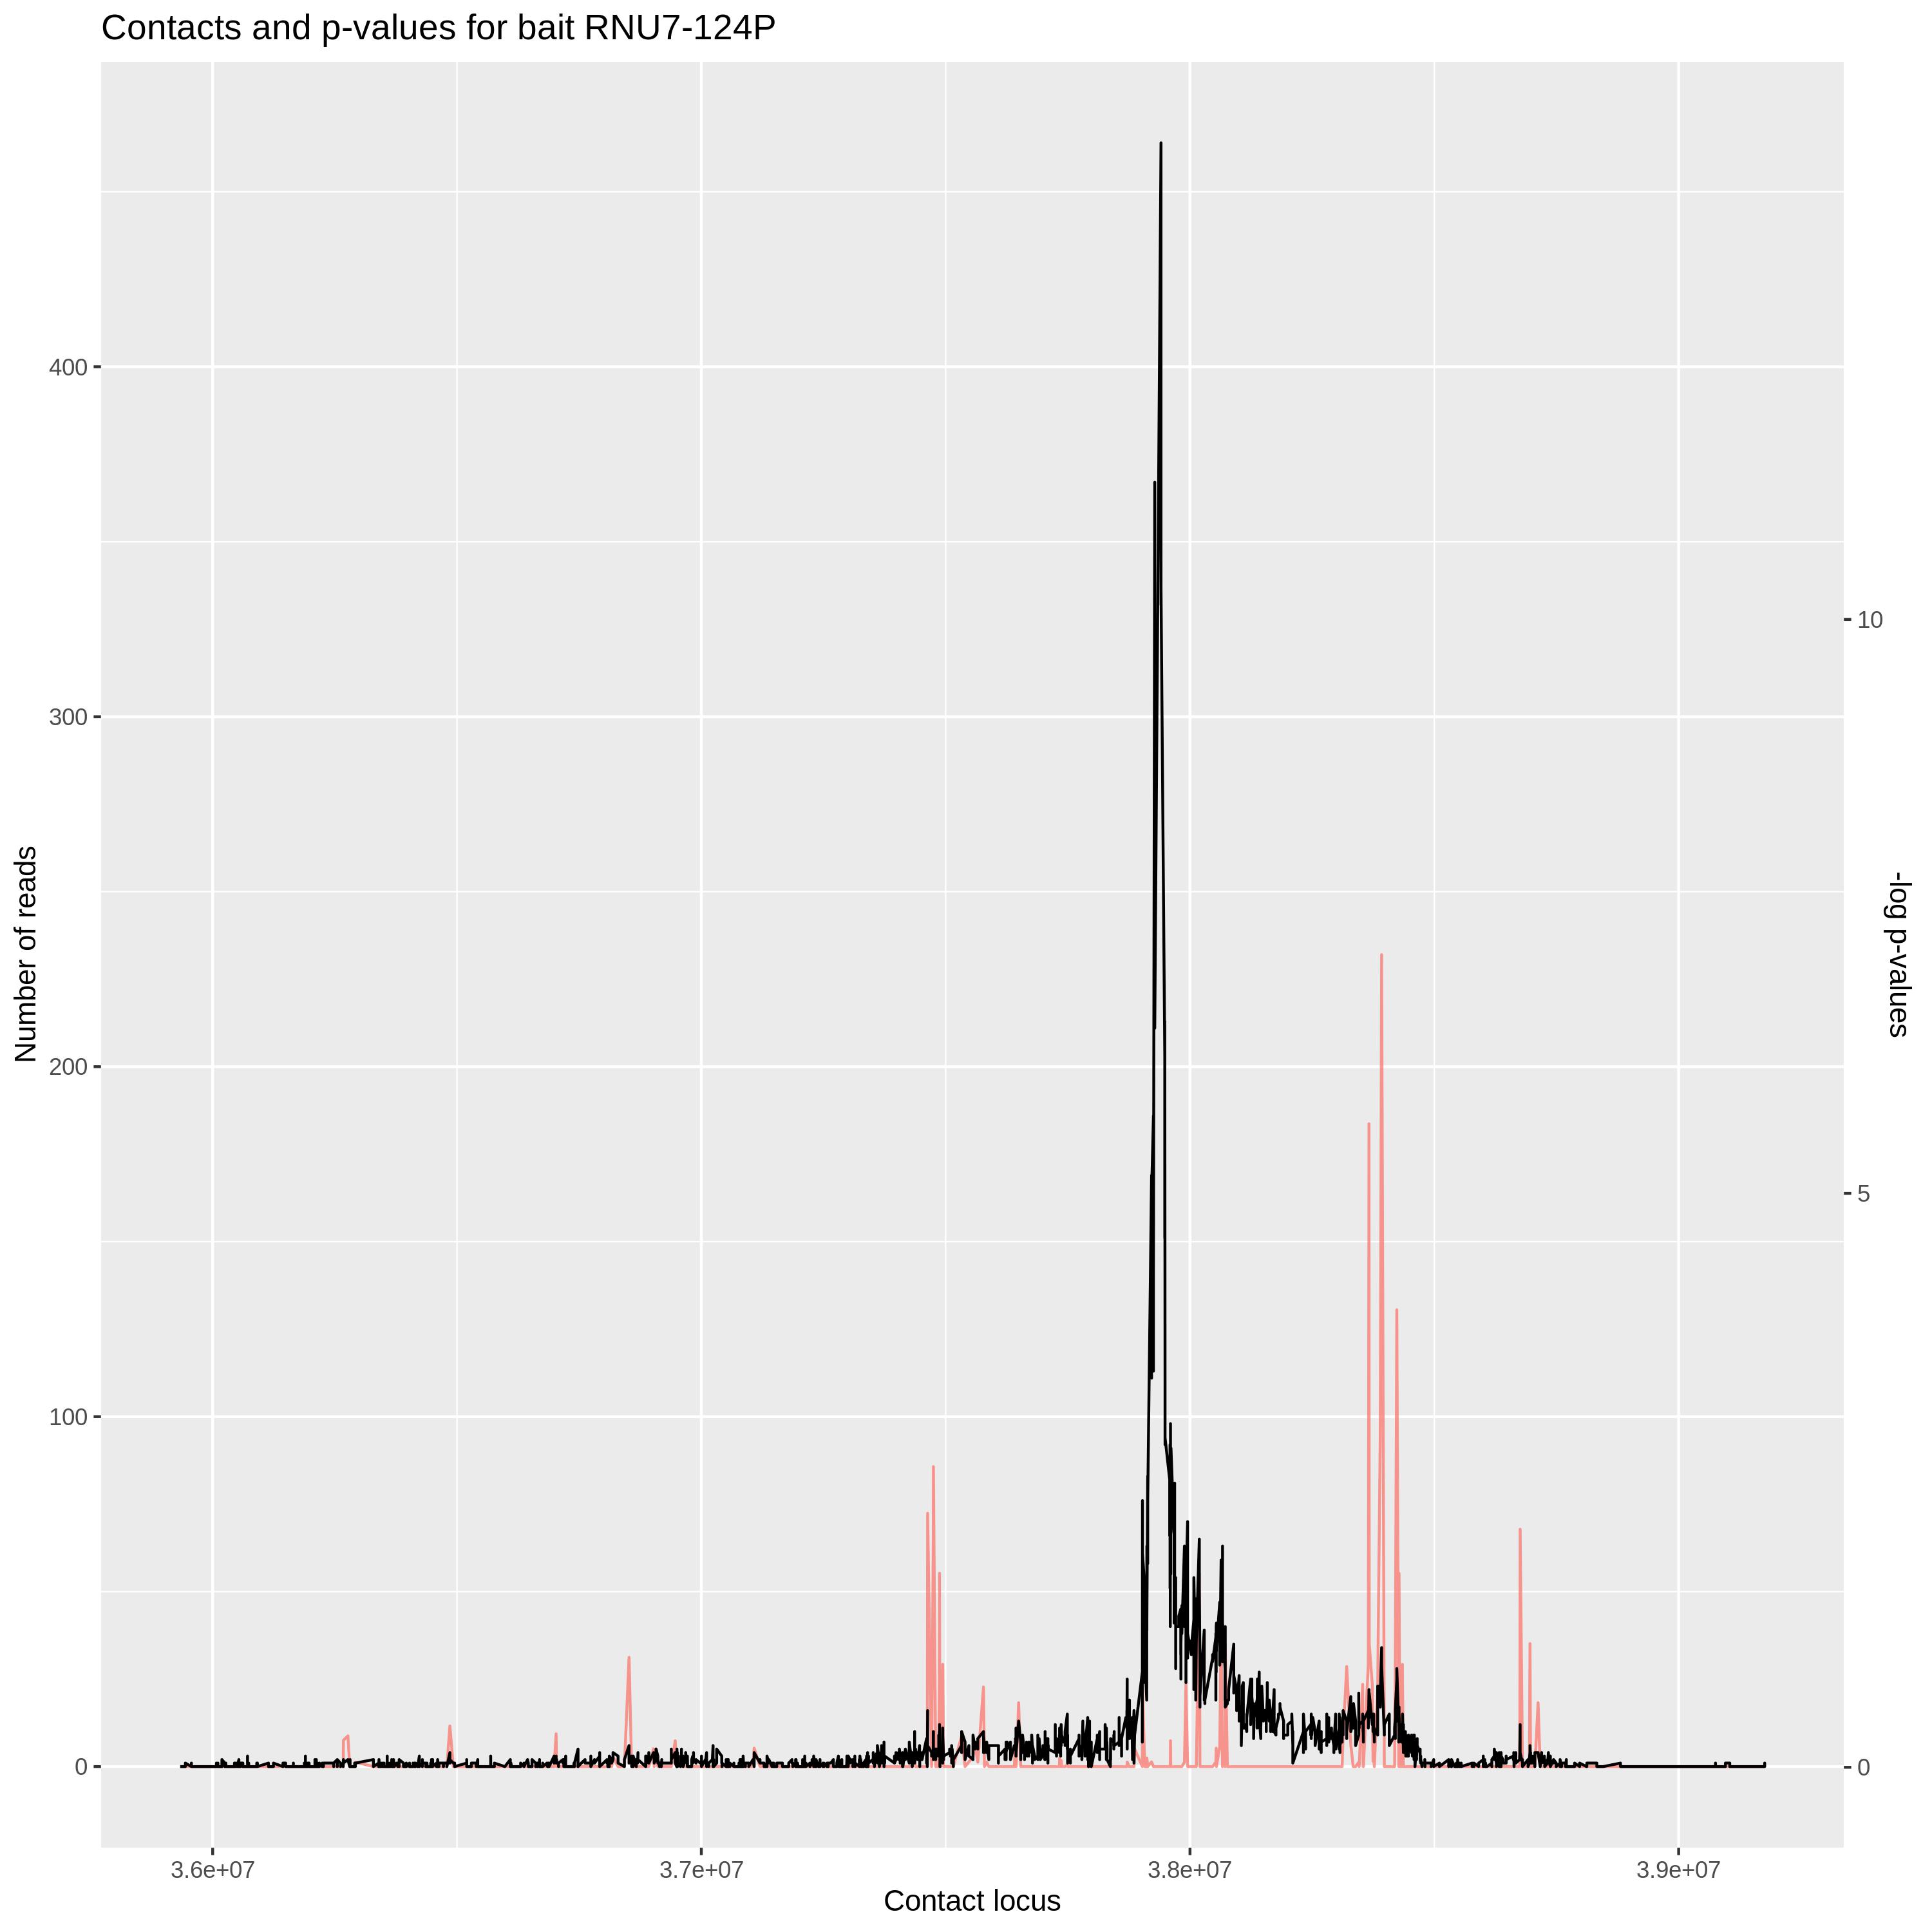 Contacts and p-values for bait RNU7-124P
Number of reads
400
300
200
100
0
10
5
0
-log p-values
3.6e+07
3.7e+07
3.8e+07
3.9e+07
Contact locus